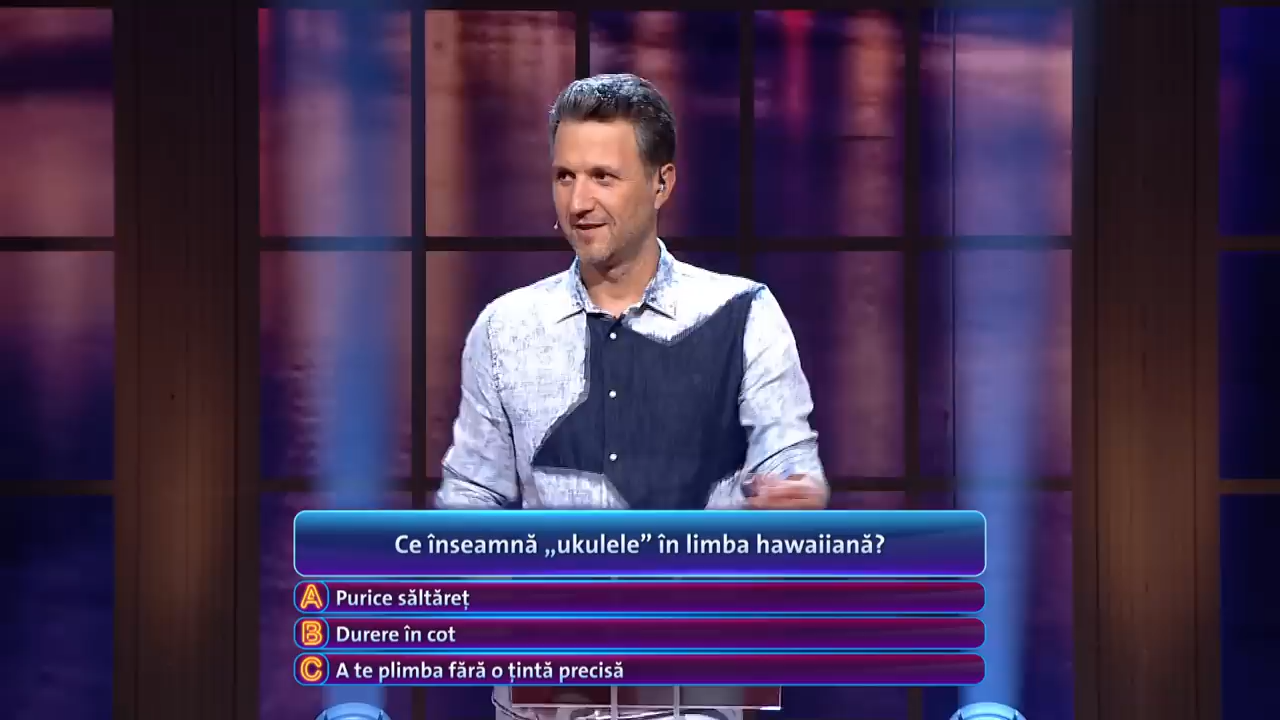 Ce înseamnă „ukulele” în limba hawaiiană?
A Purice săltăreț
B Durere în cot
C A te plimba fără o țintă precisă